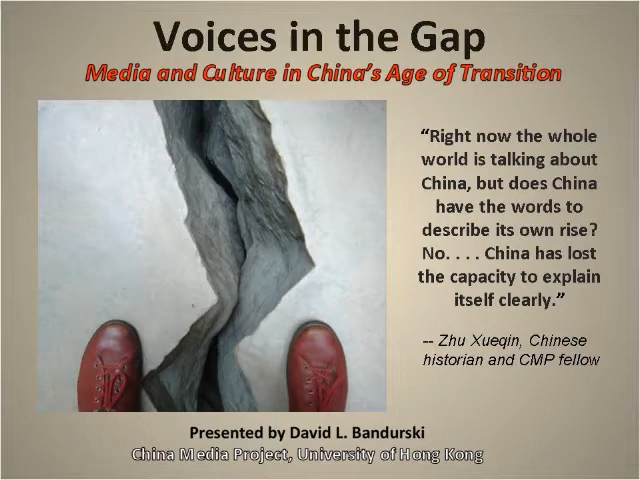 Voices in the Gap
Media and Culture in China's Age of Transition
“Right now the whole
world is talking about
China, but does China
have the words to
describe its own rise?
No. . . . China has lost
the capacity to explain
itself clearly.”
-- Zhu Xueqin, Chinese
historian and CMP fellow
Presented by David L. Bandurski
China Media Project, University of Hong Kong